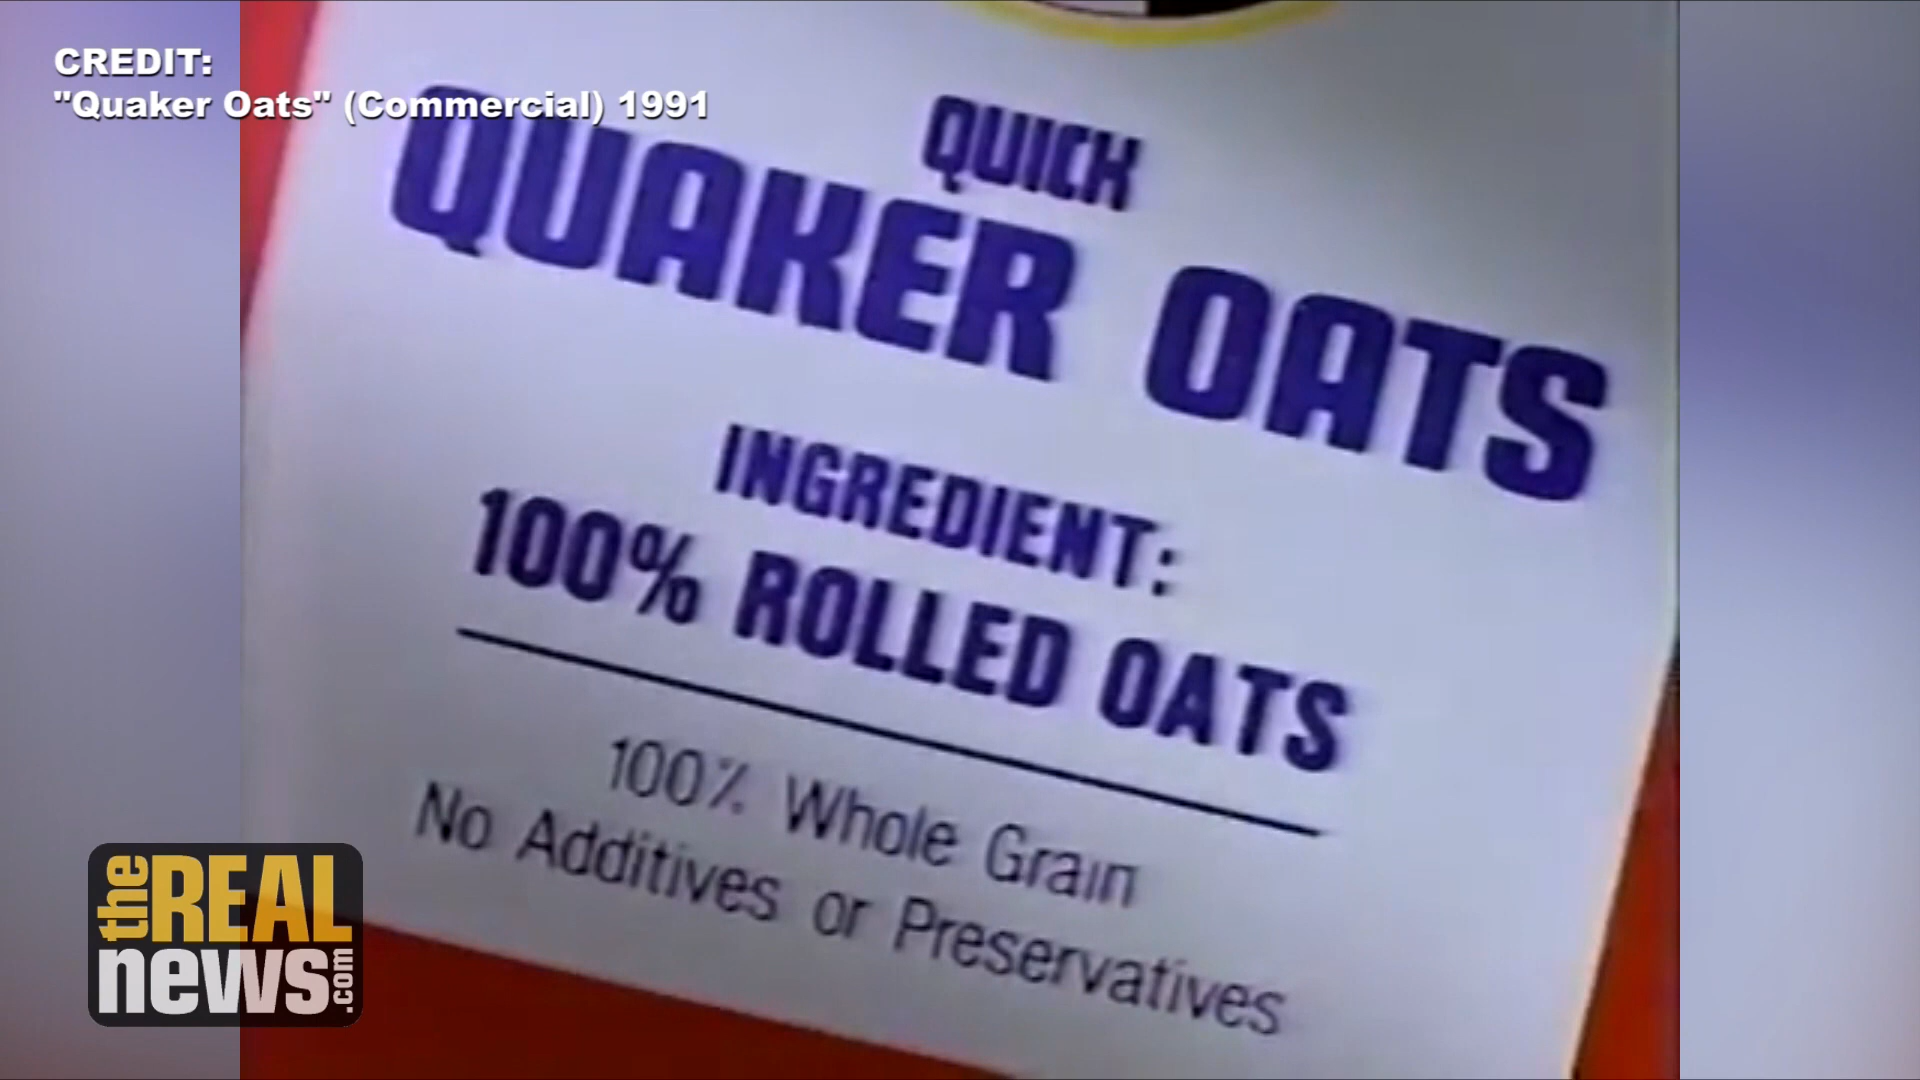 CREDIT:
"Quaker Oats" (Commercial) 1991
QUICK
QUAKER OATS
INGREDIENT:
100% ROLLED OATS
100% Whole Grain
No Additives or Preservatives
the REAL
news.com